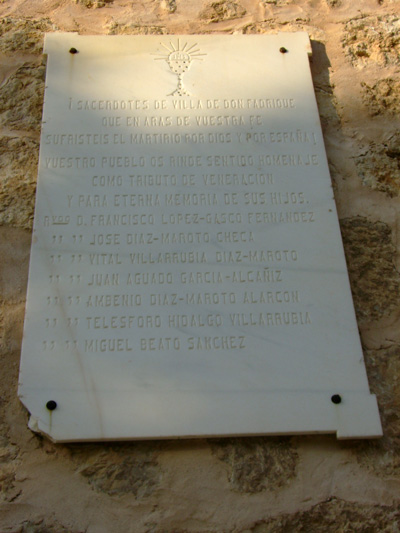 ¡ SACERDOTES DE VILLA DE DON FADRIQUE
QUE EN ARAS DE VUESTRA FE
SUFRISTEIS EL MARTIRIO POR DIOS Y POR ESPAÑA!
VUESTRO PUEBLO OS RINDE SENTIDO HOMENAJE
COMO TRIBUTO DE VENERACION
Y PARA ETERNA MEMORIA DE SUS HIJOS.
D. FRANCISCO LOPEZ-GASCO FERNANDEZ
" " JOSE DIAZ-MAROTO CHECA
" " VITAL VILLARRUBIA DIAZ-MAROTO
" " JUAN AGUADO GARCIA-ALCAÑIZ
" " AMBENIO DIAZ-MAROTO ALARCON
" " TELESFORO HIDALGO VILLARRUBIA
" " MIGUEL BEATO SANCHEZ